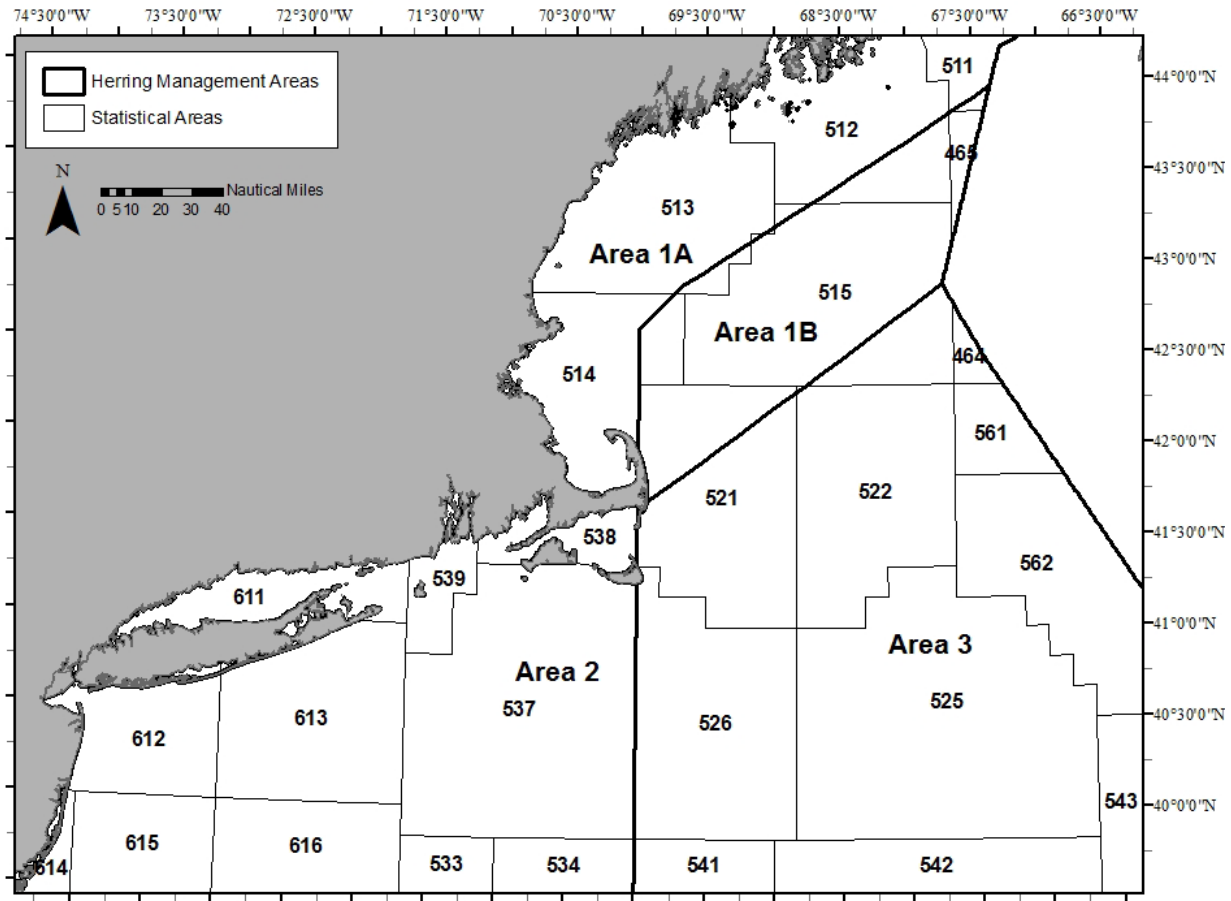 74°30'0"W 73°30'0"W 72°30'0"W 71°30'0"W 70°30'0"W 69°30'0"W 68°30'0"W 67°30'0"W 66°30'0"W
Herring Management Areas
Statistical Areas
N
Nautical Miles
0 5 10 20 30 40
511
44°0'0"N
512
465
43°30'0"N
513
Area 1A
43°0'0"N
515
Area 1B
42°30'0"N
464
514
561
42°0'0"N
521
522
538
41°30'0"N
562
539
611
41°0'0"N
Area 3
Area 2
537
525
613
526
40°30'0"N
612
543
40°0'0"N
615
616
614
533
534
541
542